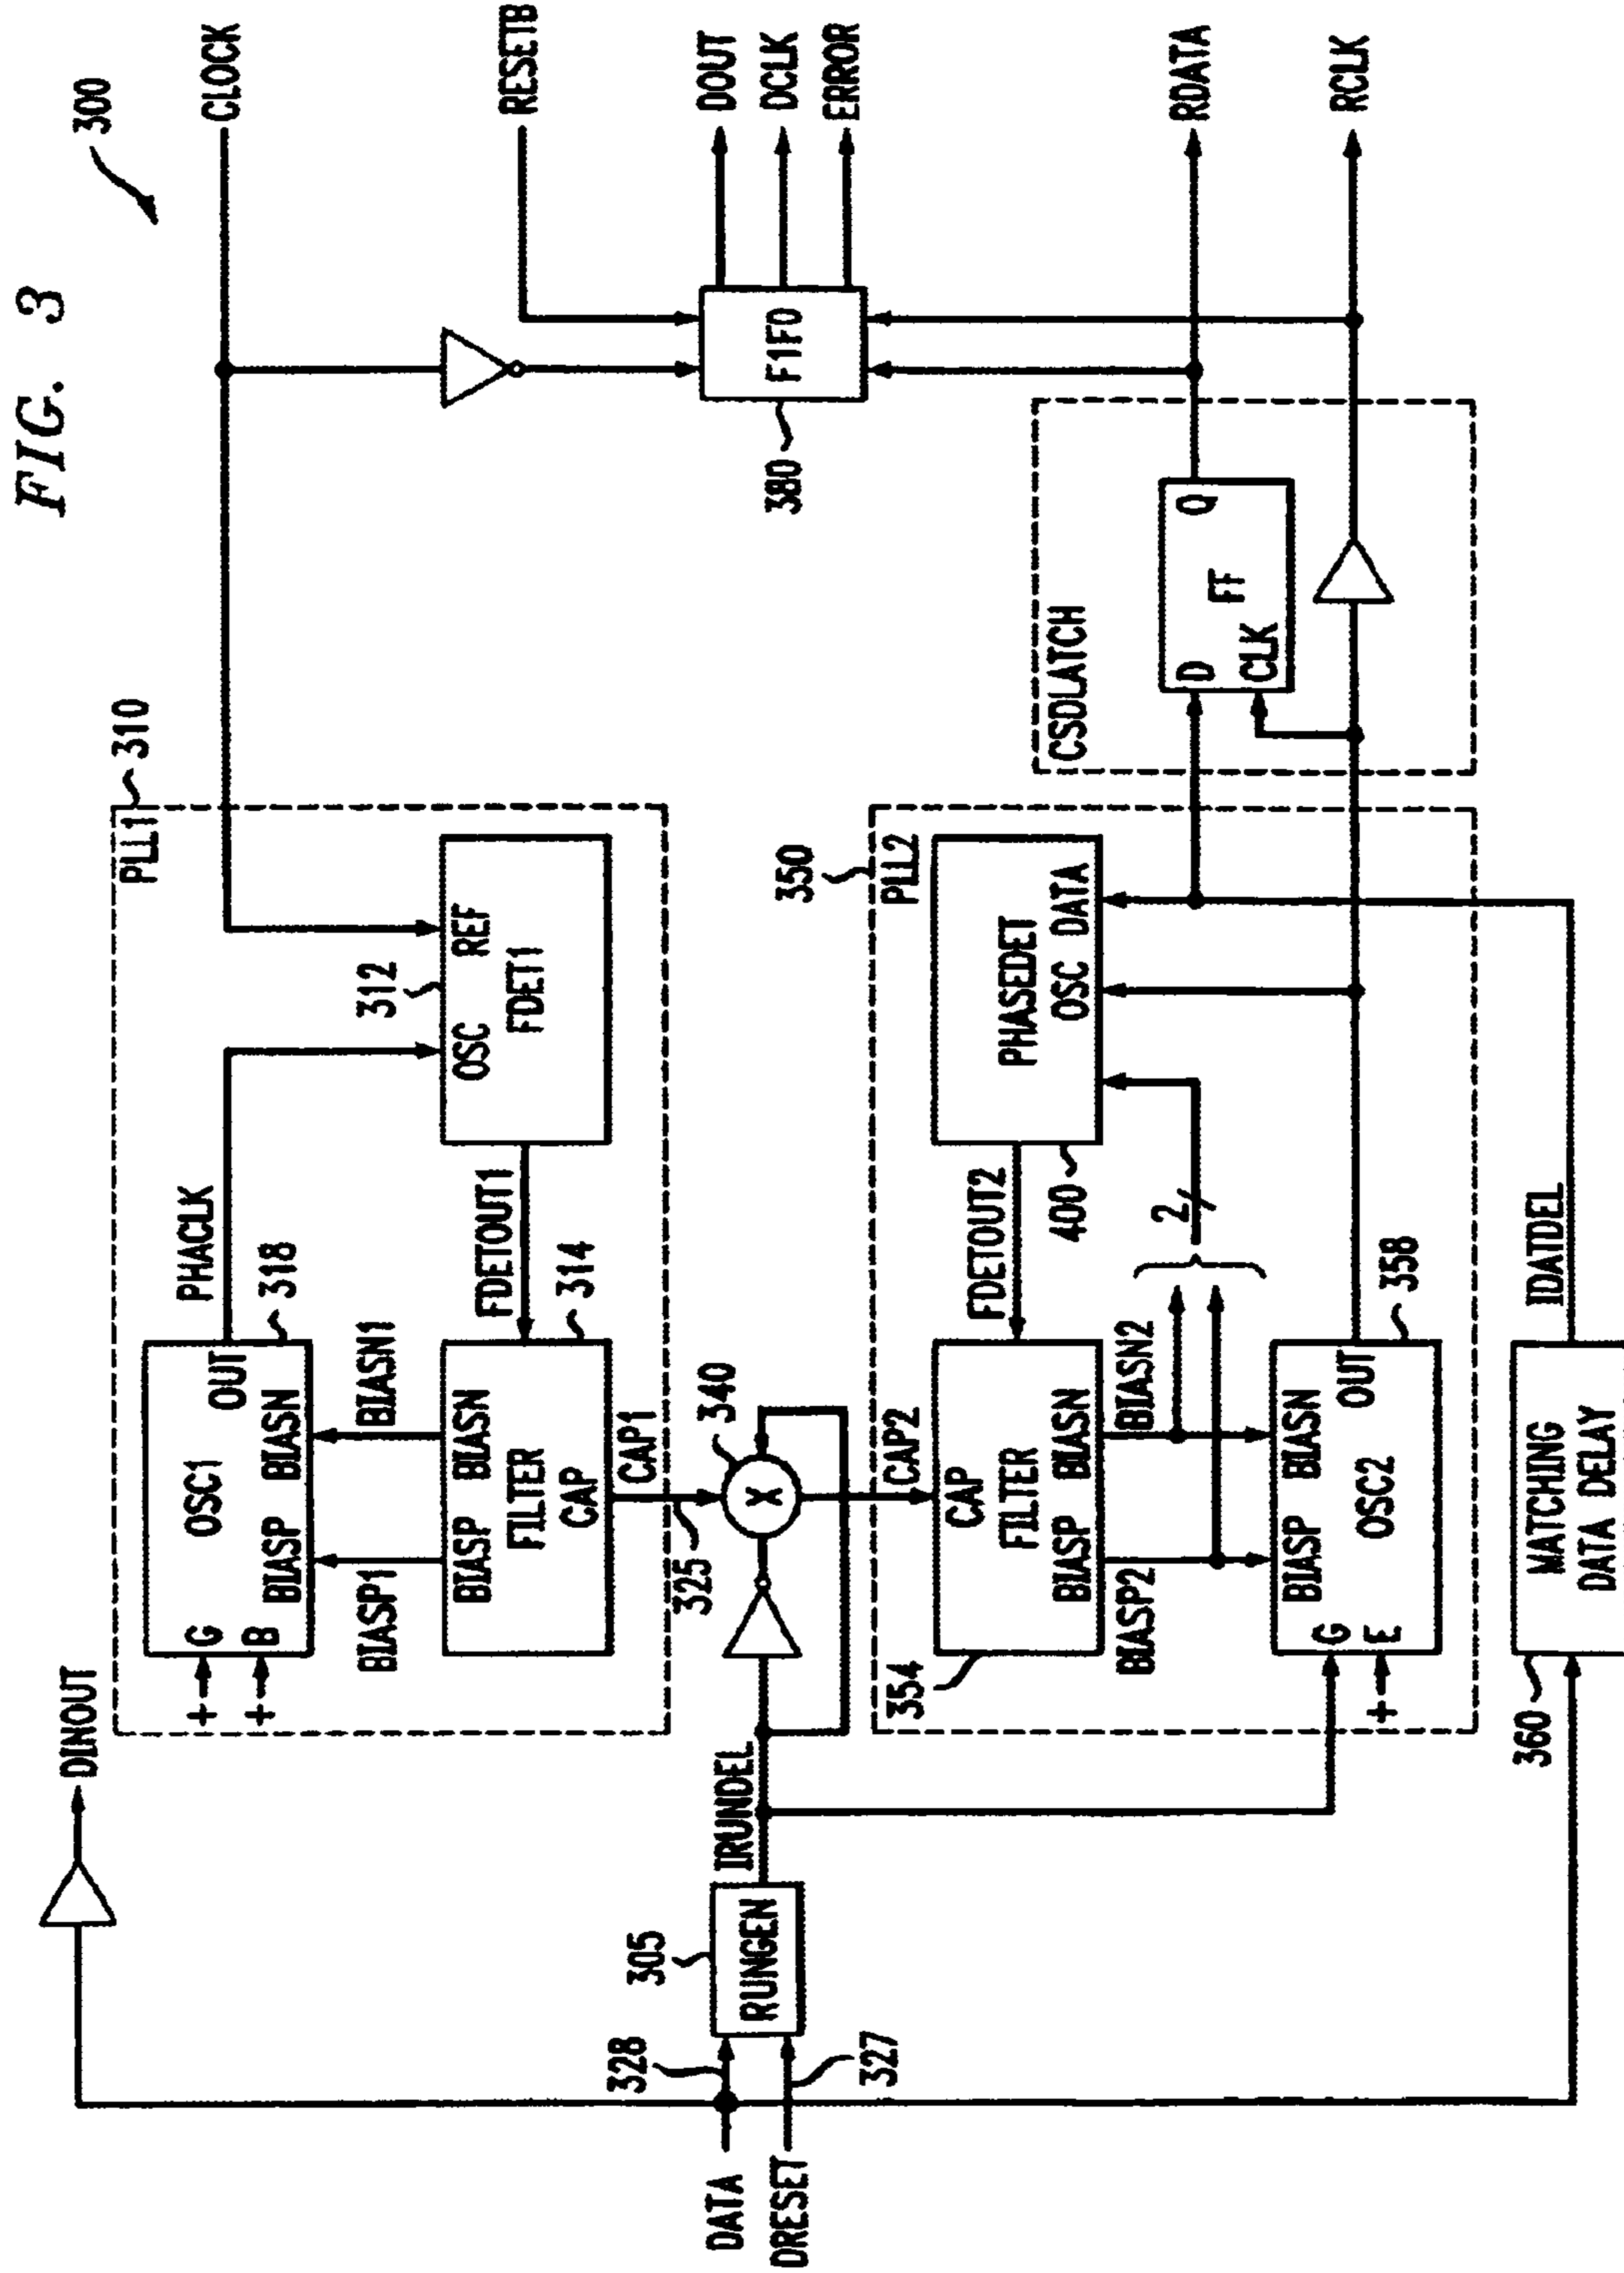 FIG. 3
300
DINOUT
CLOCK
RESETB
PLL1
310
PHACLK
OSC1
OUT
G
B
BIASP
BIASN
318
+
+
BIASP1
BIASN1
312
OSC
REF
FDET1
FDETOUT1
314
BIASP
BIASN
FILTER
CAP
CAP1
325
340
X
DATA
DRESET
328
327
305
RUNGEN
IRUNDEL
CAP2
350
PLL2
354
CAP
FILTER
BIASP
BIASN
FDETOUT2
PHASEDET
OSC
DATA
400
BIASP2
BIASN2
2
BIASP
BIASN
OSC2
OUT
G
E
+
358
360
MATCHING
DATA DELAY
IDATDEL
CSDLATCH
D
Q
FF
CLK
F1F0
380
DOUT
DCLK
ERROR
RDATA
RCLK